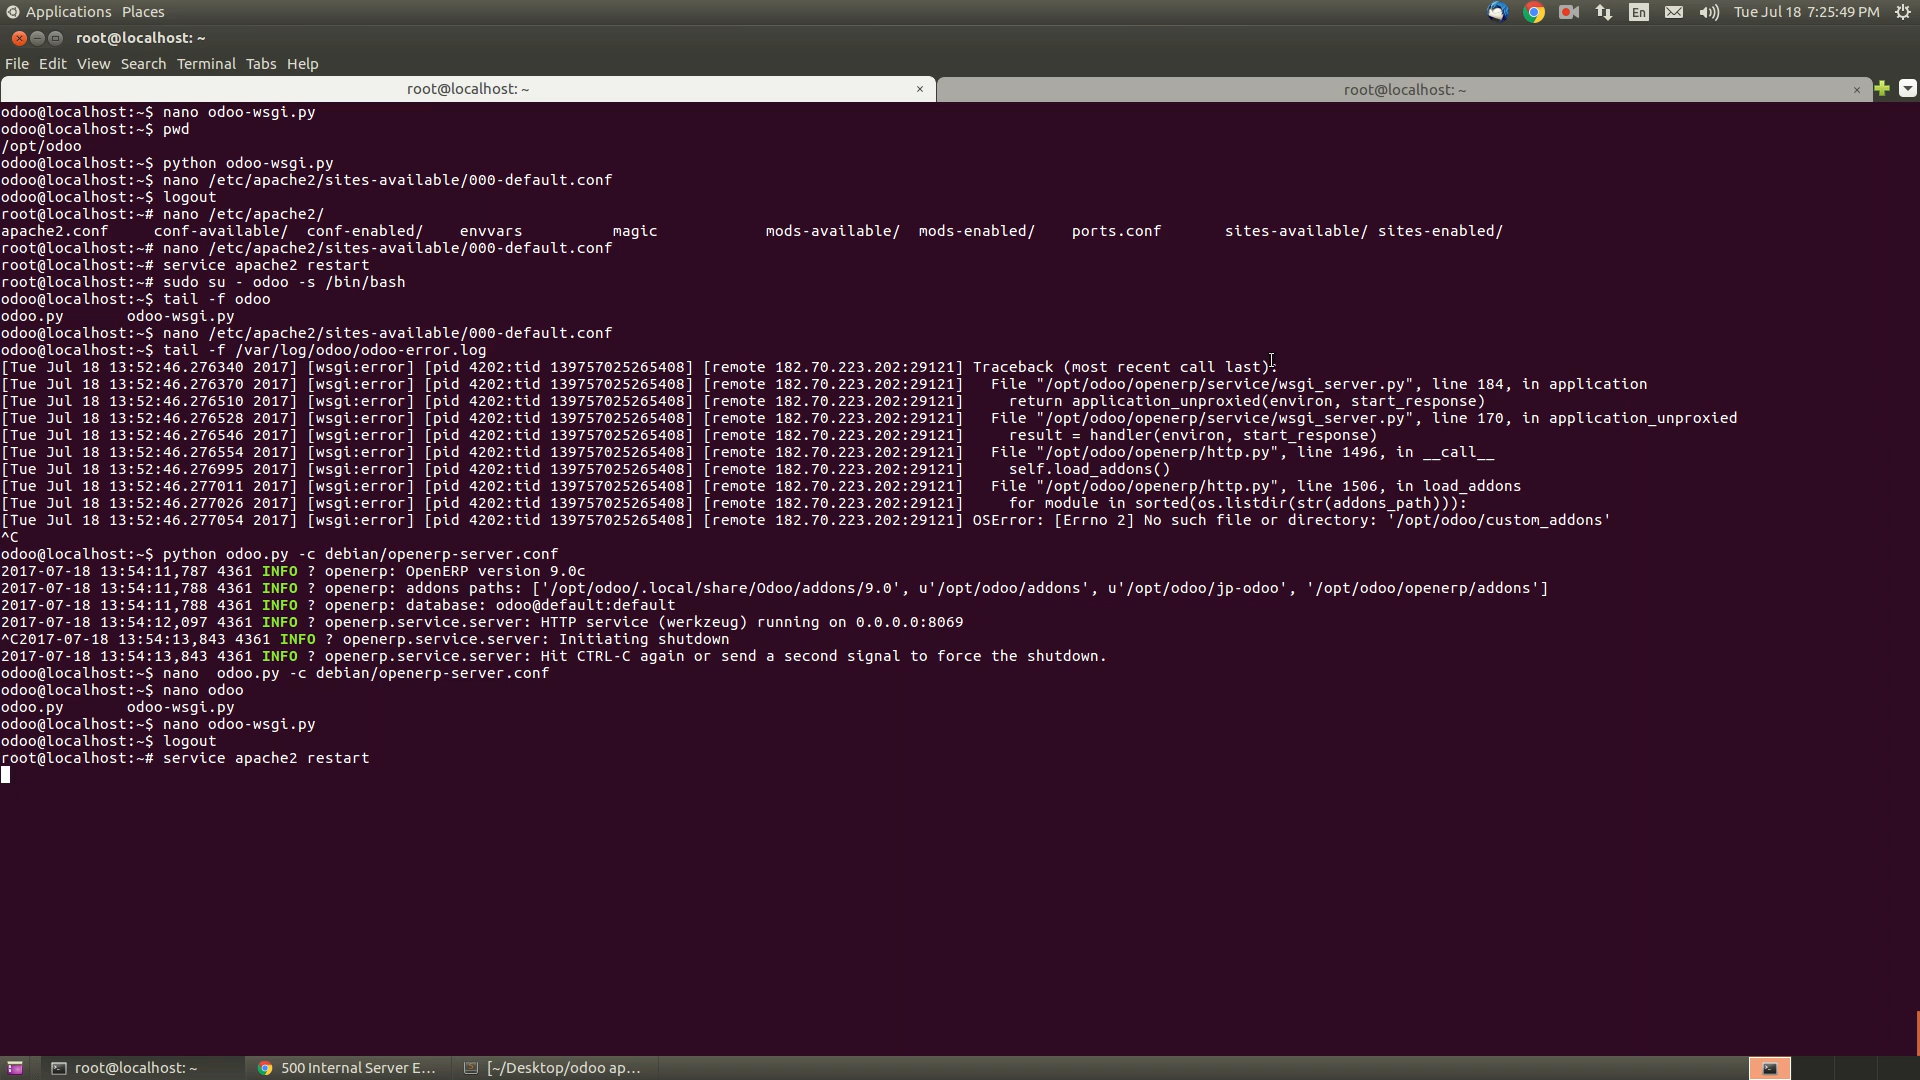 Applications Places
En
Tue Jul 18 7:25:49 PM
root@localhost: ~
File Edit View Search Terminal Tabs Help
root@localhost: ~ × root@localhost: ~ ×
odoo@localhost:~$ nano odoo-wsgi.py
odoo@localhost:~$ pwd
/opt/odoo
odoo@localhost:~$ python odoo-wsgi.py
odoo@localhost:~$ nano /etc/apache2/sites-available/000-default.conf
odoo@localhost:~$ logout
root@localhost:~# nano /etc/apache2/
apache2.conf     conf-available/  conf-enabled/    envvars          magic            mods-available/  mods-enabled/    ports.conf       sites-available/ sites-enabled/
root@localhost:~# nano /etc/apache2/sites-available/000-default.conf
root@localhost:~# service apache2 restart
root@localhost:~# sudo su - odoo -s /bin/bash
odoo@localhost:~$ tail -f odoo
odoo.py       odoo-wsgi.py
odoo@localhost:~$ nano /etc/apache2/sites-available/000-default.conf
odoo@localhost:~$ tail -f /var/log/odoo/odoo-error.log
[Tue Jul 18 13:52:46.276340 2017] [wsgi:error] [pid 4202:tid 139757025265408] [remote 182.70.223.202:29121] Traceback (most recent call last):
[Tue Jul 18 13:52:46.276370 2017] [wsgi:error] [pid 4202:tid 139757025265408] [remote 182.70.223.202:29121]   File "/opt/odoo/openerp/service/wsgi_server.py", line 184, in application
[Tue Jul 18 13:52:46.276510 2017] [wsgi:error] [pid 4202:tid 139757025265408] [remote 182.70.223.202:29121]     return application_unproxied(environ, start_response)
[Tue Jul 18 13:52:46.276528 2017] [wsgi:error] [pid 4202:tid 139757025265408] [remote 182.70.223.202:29121]   File "/opt/odoo/openerp/service/wsgi_server.py", line 170, in application_unproxied
[Tue Jul 18 13:52:46.276546 2017] [wsgi:error] [pid 4202:tid 139757025265408] [remote 182.70.223.202:29121]     result = handler(environ, start_response)
[Tue Jul 18 13:52:46.276554 2017] [wsgi:error] [pid 4202:tid 139757025265408] [remote 182.70.223.202:29121]   File "/opt/odoo/openerp/http.py", line 1496, in __call__
[Tue Jul 18 13:52:46.276995 2017] [wsgi:error] [pid 4202:tid 139757025265408] [remote 182.70.223.202:29121]     self.load_addons()
[Tue Jul 18 13:52:46.277011 2017] [wsgi:error] [pid 4202:tid 139757025265408] [remote 182.70.223.202:29121]   File "/opt/odoo/openerp/http.py", line 1506, in load_addons
[Tue Jul 18 13:52:46.277026 2017] [wsgi:error] [pid 4202:tid 139757025265408] [remote 182.70.223.202:29121]     for module in sorted(os.listdir(str(addons_path))):
[Tue Jul 18 13:52:46.277054 2017] [wsgi:error] [pid 4202:tid 139757025265408] [remote 182.70.223.202:29121] OSError: [Errno 2] No such file or directory: '/opt/odoo/custom_addons'
^C
odoo@localhost:~$ python odoo.py -c debian/openerp-server.conf
2017-07-18 13:54:11,787 4361 INFO ? openerp: OpenERP version 9.0c
2017-07-18 13:54:11,788 4361 INFO ? openerp: addons paths: ['/opt/odoo/.local/share/Odoo/addons/9.0', u'/opt/odoo/addons', u'/opt/odoo/jp-odoo', '/opt/odoo/openerp/addons']
2017-07-18 13:54:11,788 4361 INFO ? openerp: database: odoo@default:default
2017-07-18 13:54:12,097 4361 INFO ? openerp.service.server: HTTP service (werkzeug) running on 0.0.0.0:8069
^C2017-07-18 13:54:13,843 4361 INFO ? openerp.service.server: Initiating shutdown
2017-07-18 13:54:13,843 4361 INFO ? openerp.service.server: Hit CTRL-C again or send a second signal to force the shutdown.
odoo@localhost:~$ nano  odoo.py -c debian/openerp-server.conf
odoo@localhost:~$ nano odoo
odoo.py       odoo-wsgi.py
odoo@localhost:~$ nano odoo-wsgi.py
odoo@localhost:~$ logout
root@localhost:~# service apache2 restart
root@localhost: ~
500 Internal Server E...
[~/Desktop/odoo ap...